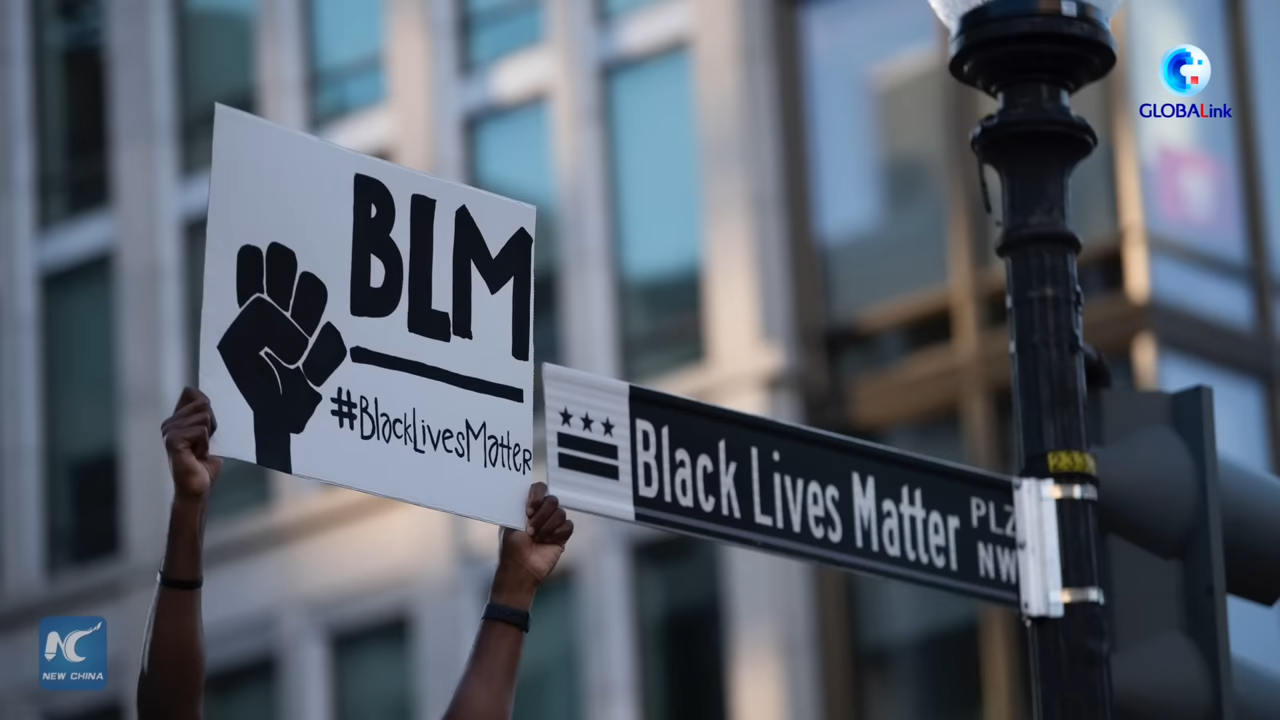 GLOBALink
BLM
#BlackLivesMatter
Black Lives Matter PLZ NW
NEW CHINA